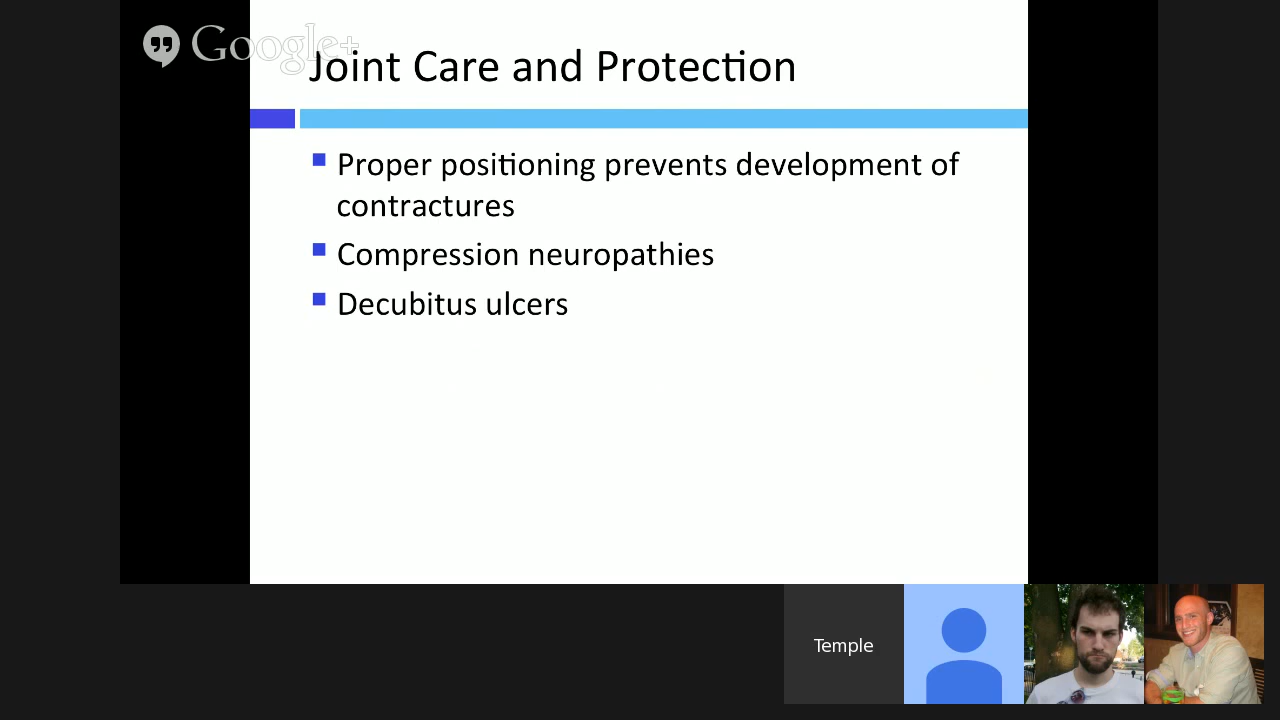 Google+
Joint Care and Protection
Proper positioning prevents development of
contractures
Compression neuropathies
Decubitus ulcers
Temple